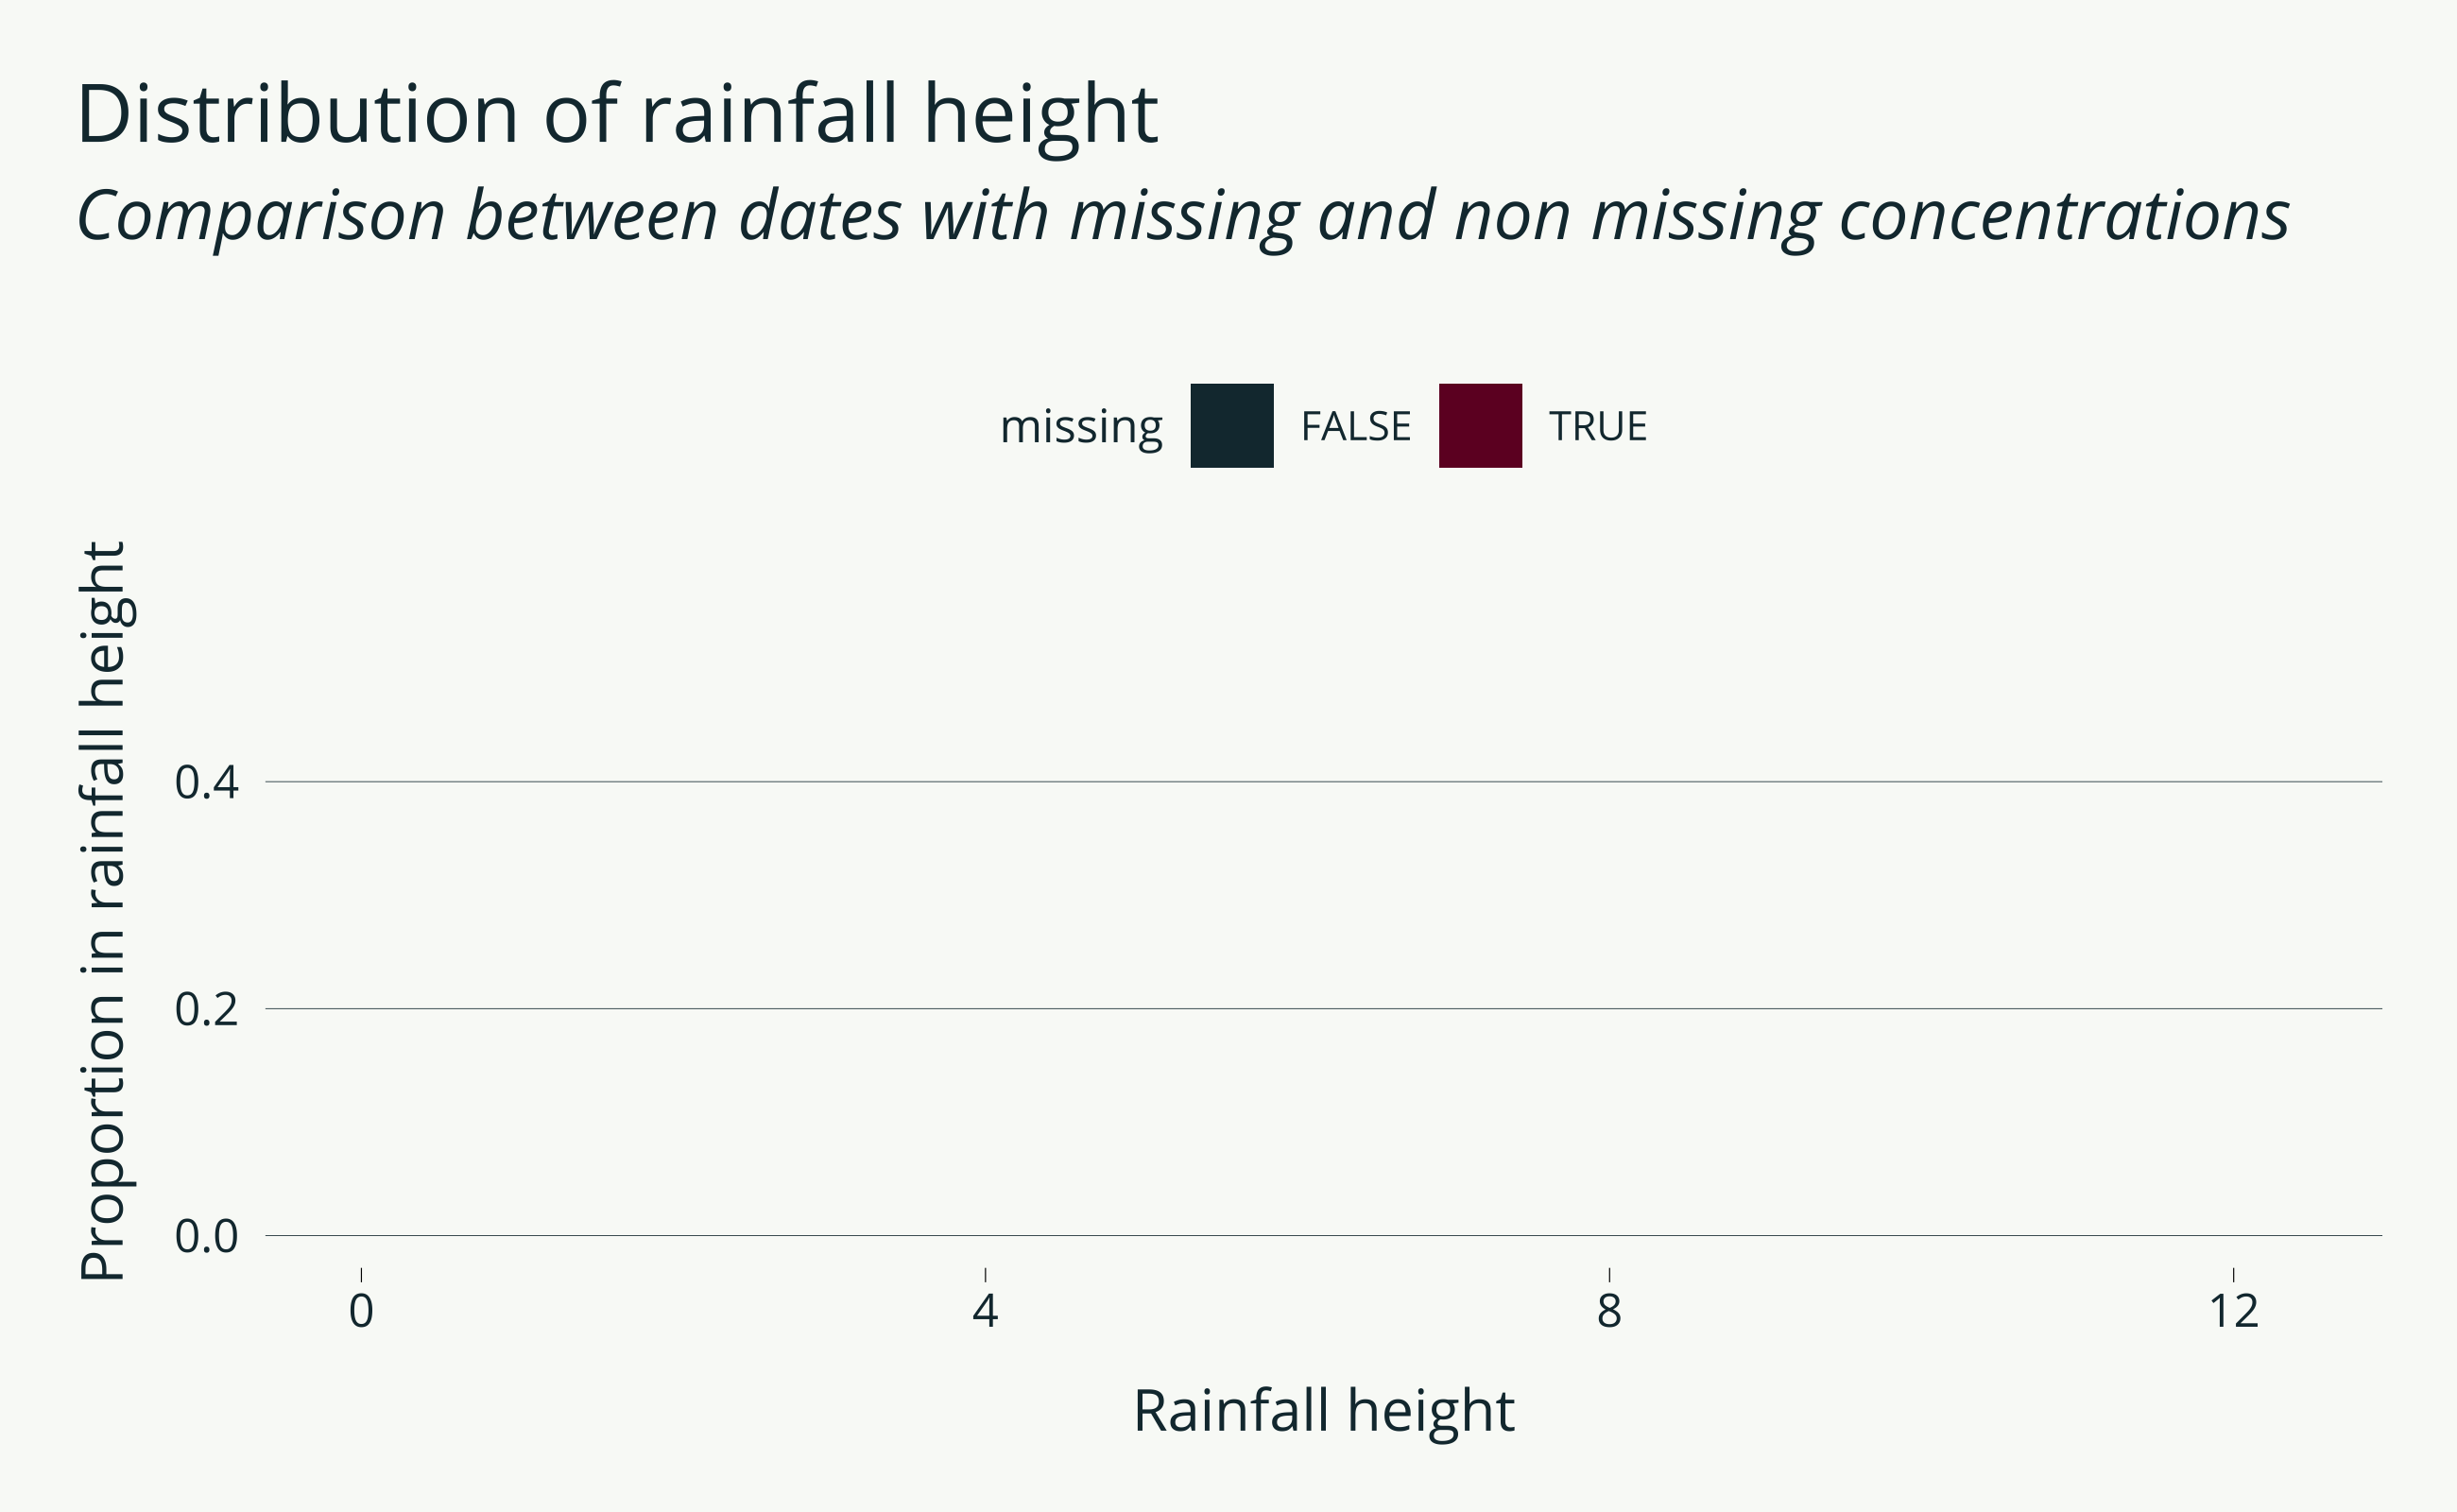 Distribution of rainfall height
Comparison between dates with missing and non missing concentrations
missing FALSE TRUE
Proportion in rainfall height
0.4
0.2
0.0
0 4 8 12
Rainfall height